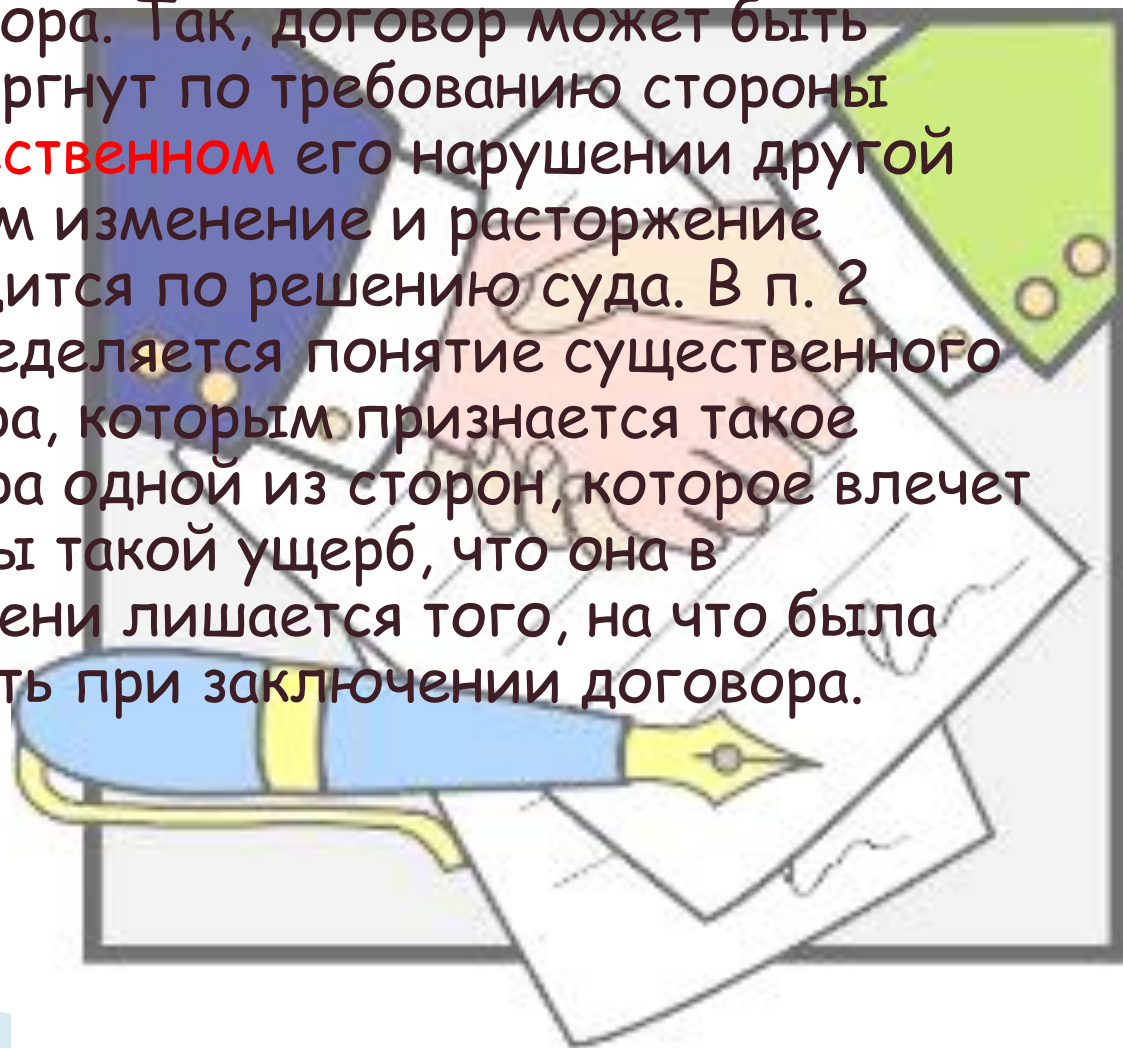 ора. Так, договор может быть
ргнут по требованию стороны
ственном его нарушении другой
м изменение и расторжение
дится по решению суда. В п. 2
еделяется понятие существенного
ра, которым признается такое
ра одной из сторон, которое влечет
ы такой ущерб, что она в
ени лишается того, на что была
ть при заключении договора.